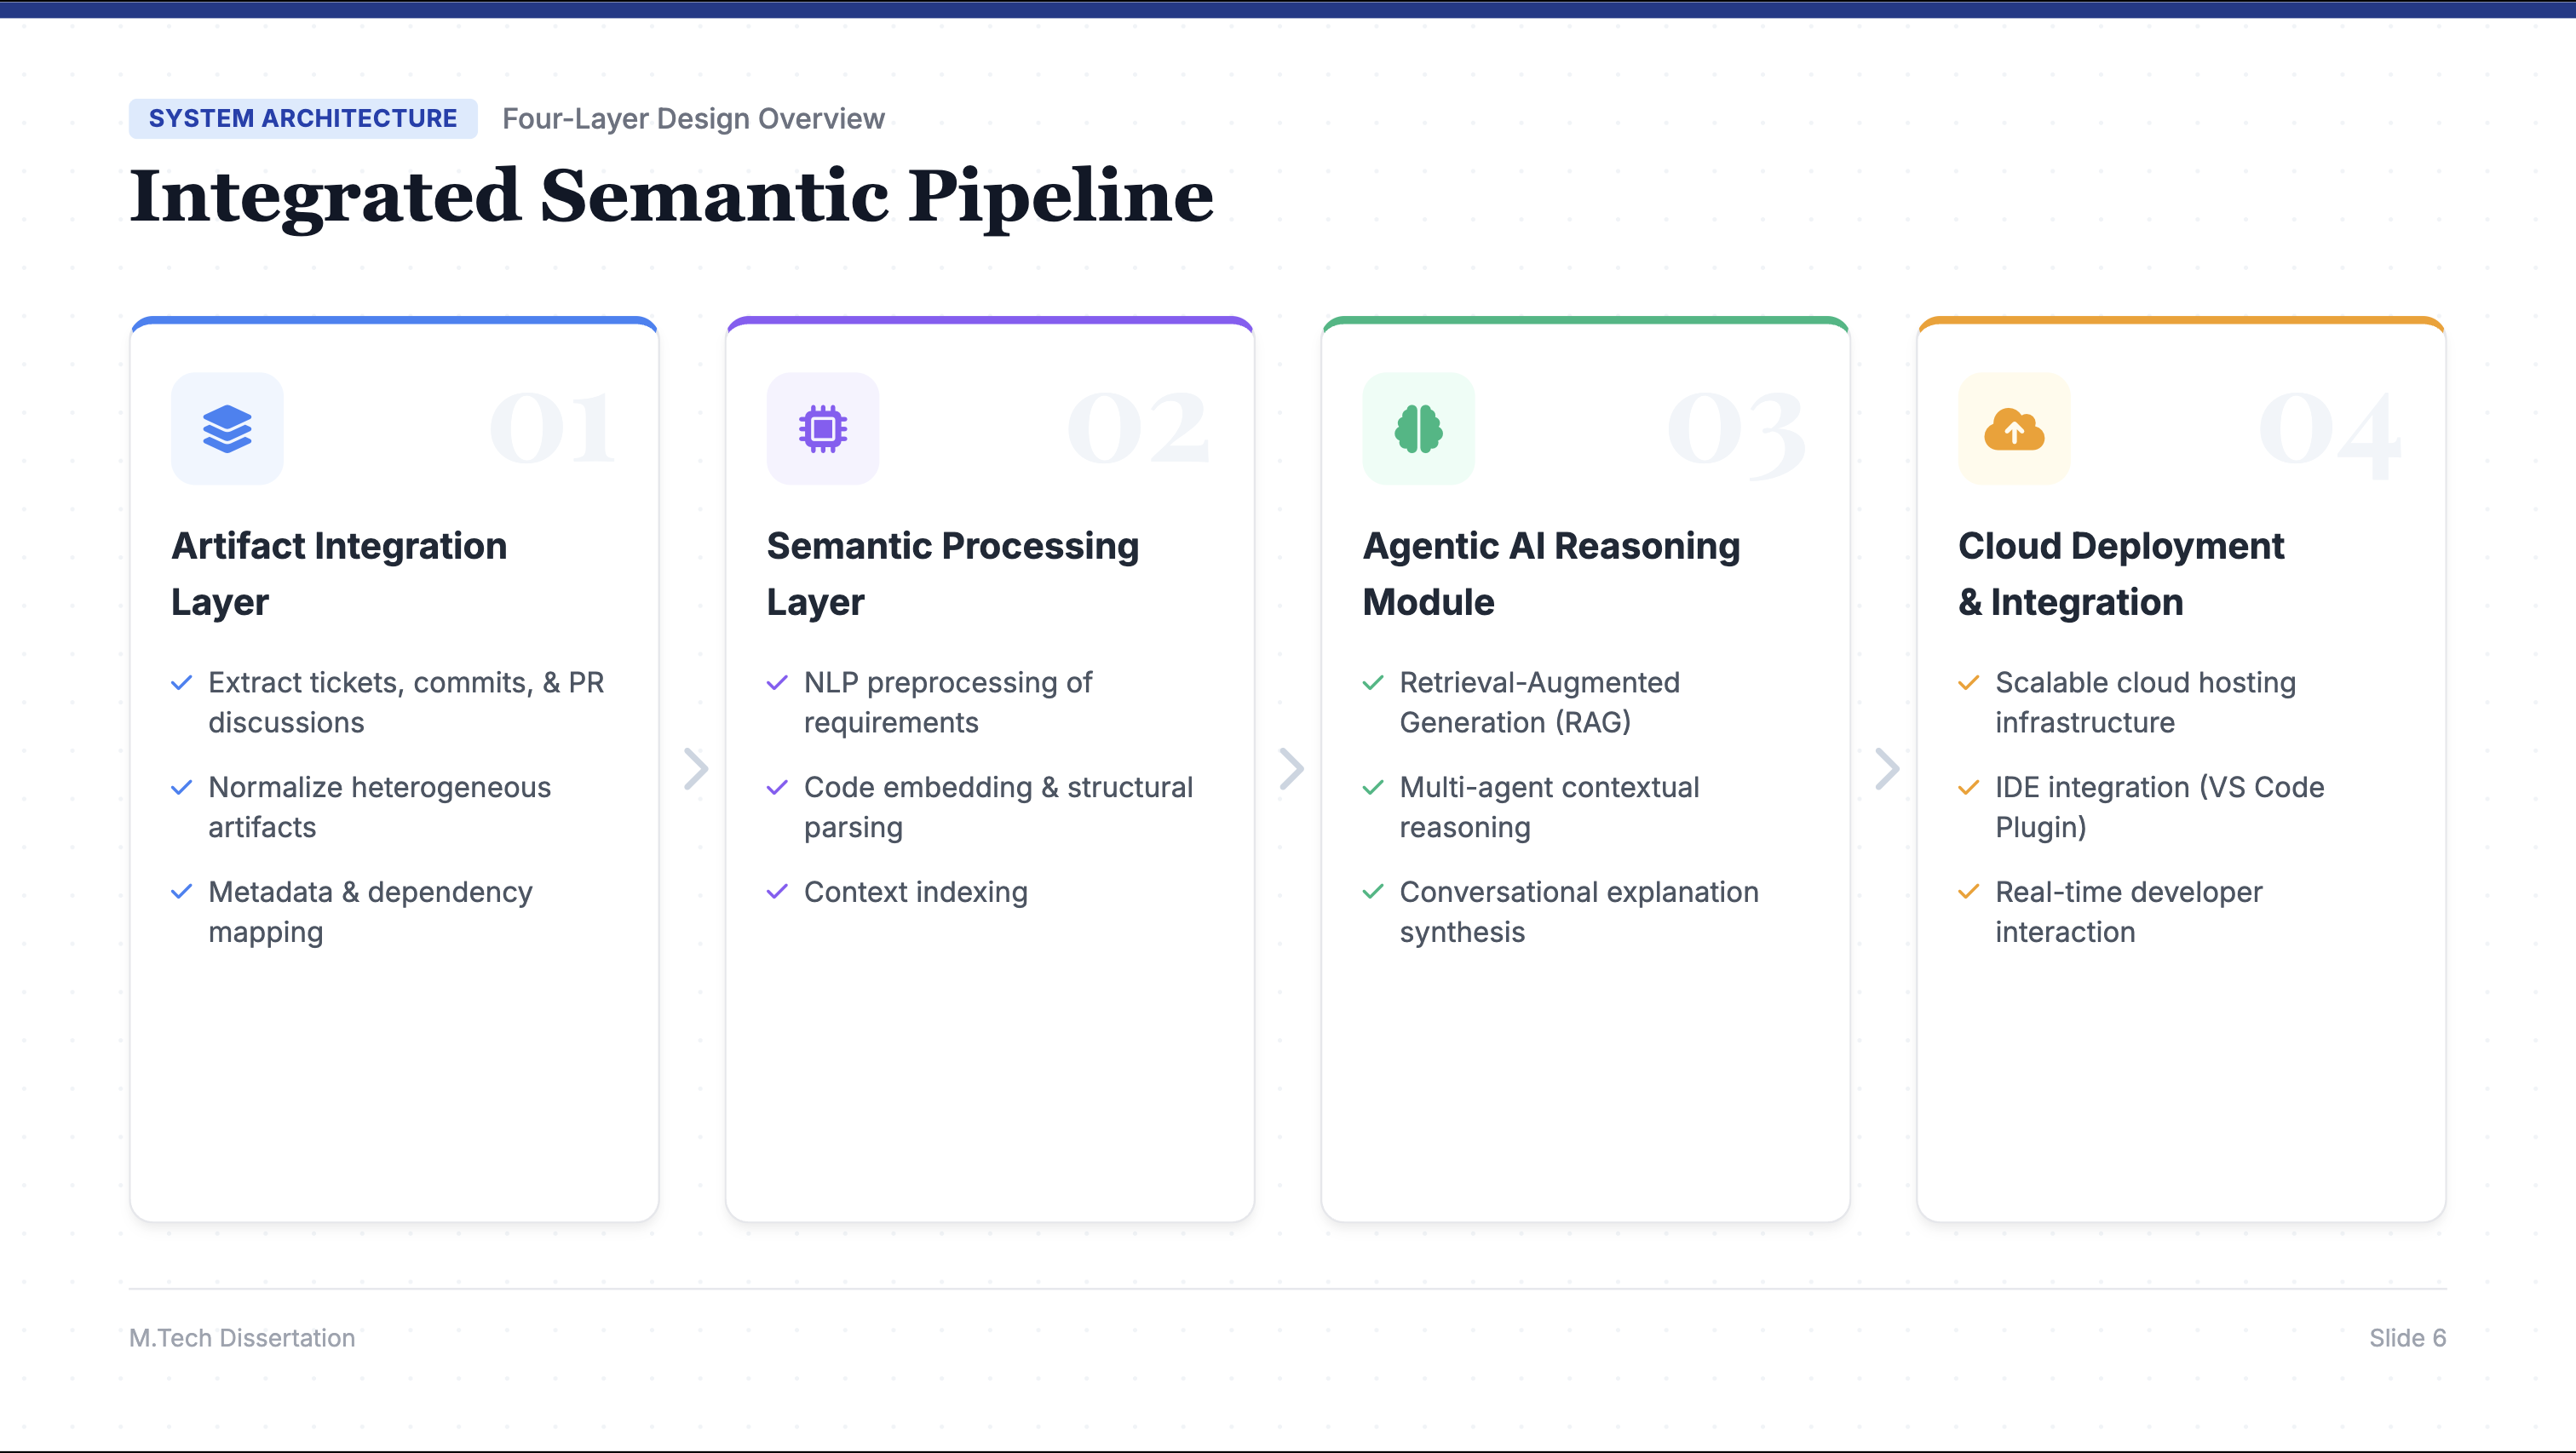 SYSTEM ARCHITECTURE Four-Layer Design Overview
Integrated Semantic Pipeline
01
Artifact Integration
Layer
Extract tickets, commits, & PR
discussions
Normalize heterogeneous
artifacts
Metadata & dependency
mapping
02
Semantic Processing
Layer
NLP preprocessing of
requirements
Code embedding & structural
parsing
Context indexing
03
Agentic AI Reasoning
Module
Retrieval-Augmented
Generation (RAG)
Multi-agent contextual
reasoning
Conversational explanation
synthesis
04
Cloud Deployment
& Integration
Scalable cloud hosting
infrastructure
IDE integration (VS Code
Plugin)
Real-time developer
interaction
M.Tech Dissertation
Slide 6